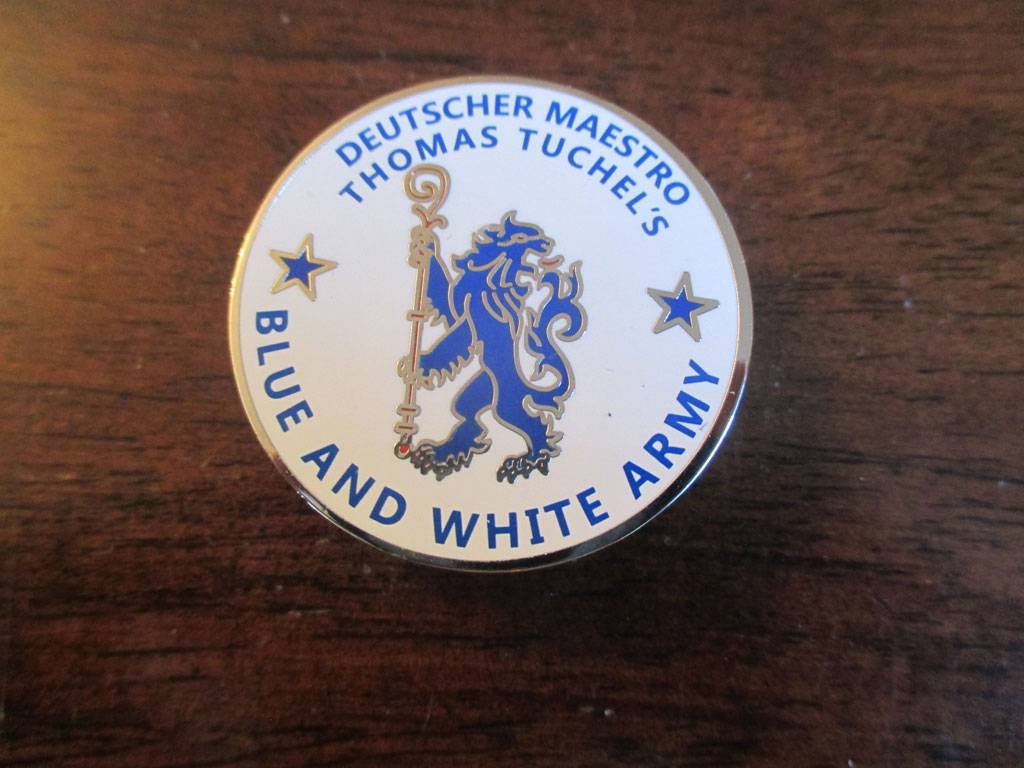 DEUTSCHER MAESTRO
THOMAS TUCHEL'S
BLUE AND WHITE ARMY